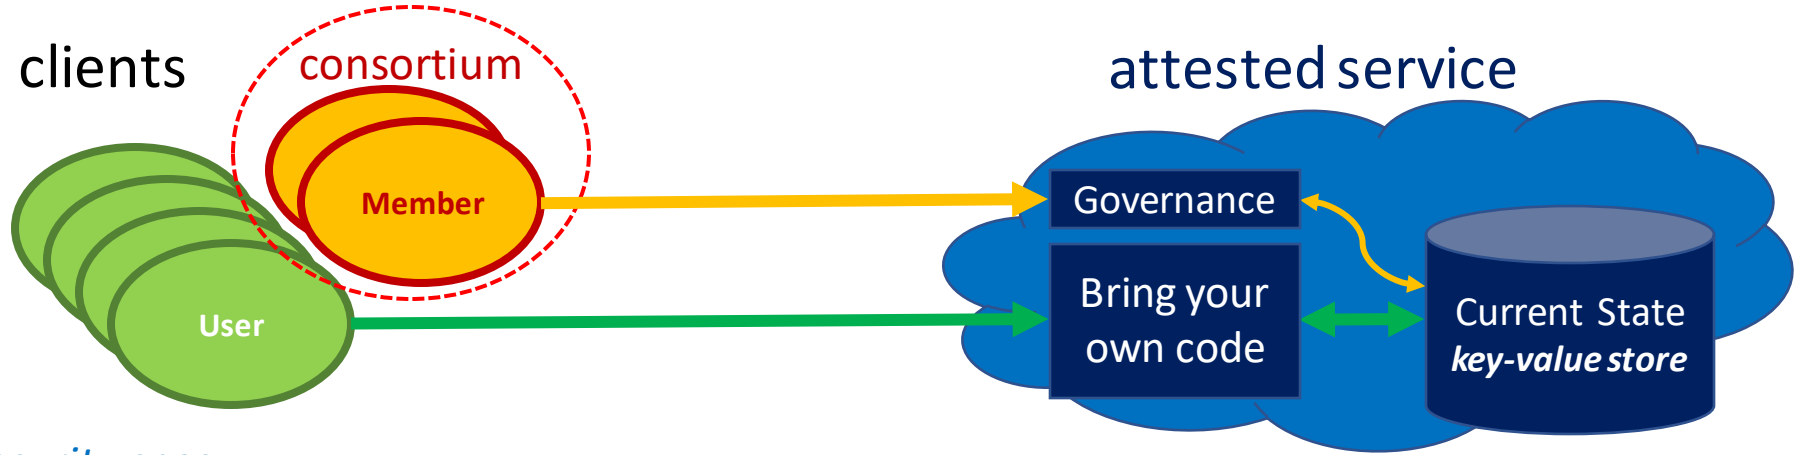 clients
consortium
attested service
Member
User
Governance
Bring your
own code
Current State
key-value store